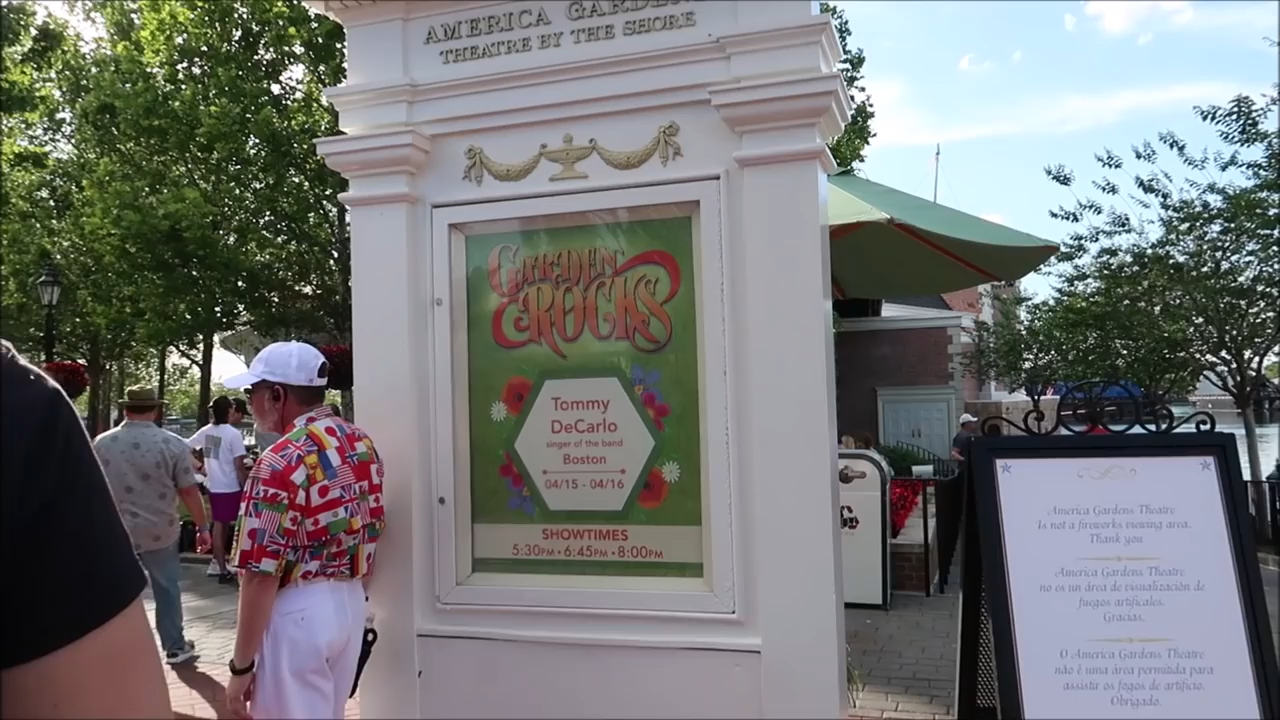 AMERICA GARDENS
THEATRE BY THE SHORE
GARDEN
ROCKS
Tommy
DeCarlo
singer of the band
Boston
04/15 - 04/16
SHOWTIMES
5:30PM • 6:45PM • 8:00PM
America Gardens Theatre
is not a fireworks viewing area.
Thank you
America Gardens Theatre
no es un área de visualización de
fuegos artificales.
Gracias.
O America Gardens Theatre
não é uma área permitida para
assistir os fogos de artifício.
Obrigado.